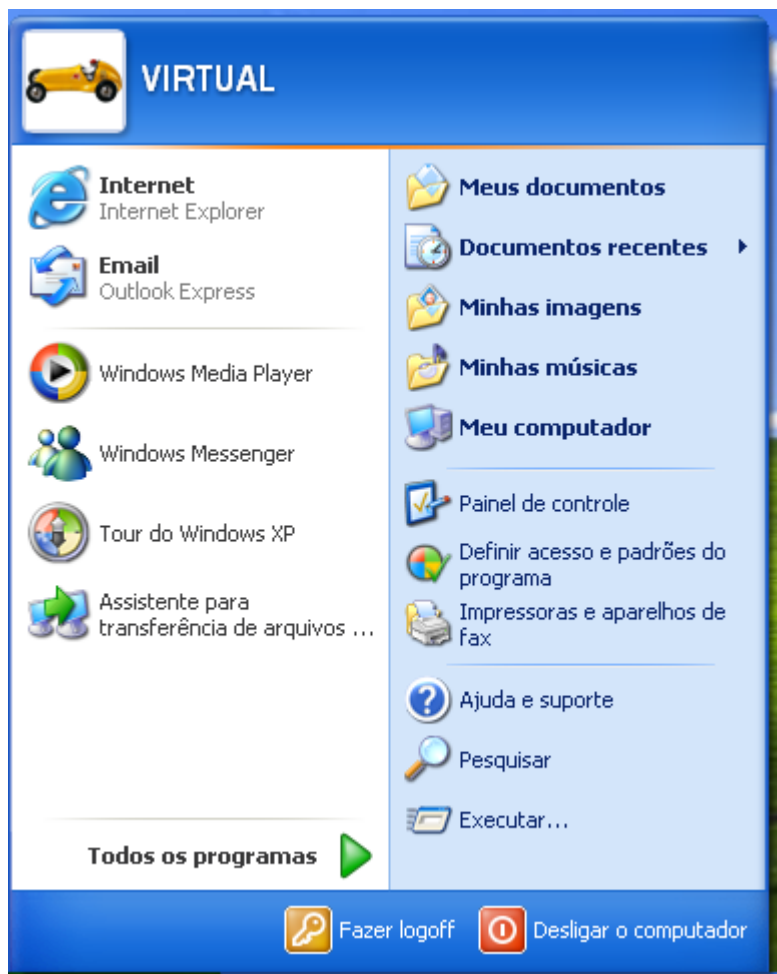 VIRTUAL
Internet
Internet Explorer
Email
Outlook Express
Windows Media Player
Windows Messenger
Tour do Windows XP
Assistente para
transferência de arquivos ...
Todos os programas
Meus documentos
Documentos recentes
Minhas imagens
Minhas músicas
Meu computador
Painel de controle
Definir acesso e padrões do
programa
Impressoras e aparelhos de
fax
Ajuda e suporte
Pesquisar
Executar...
Fazer logoff
Desligar o computador